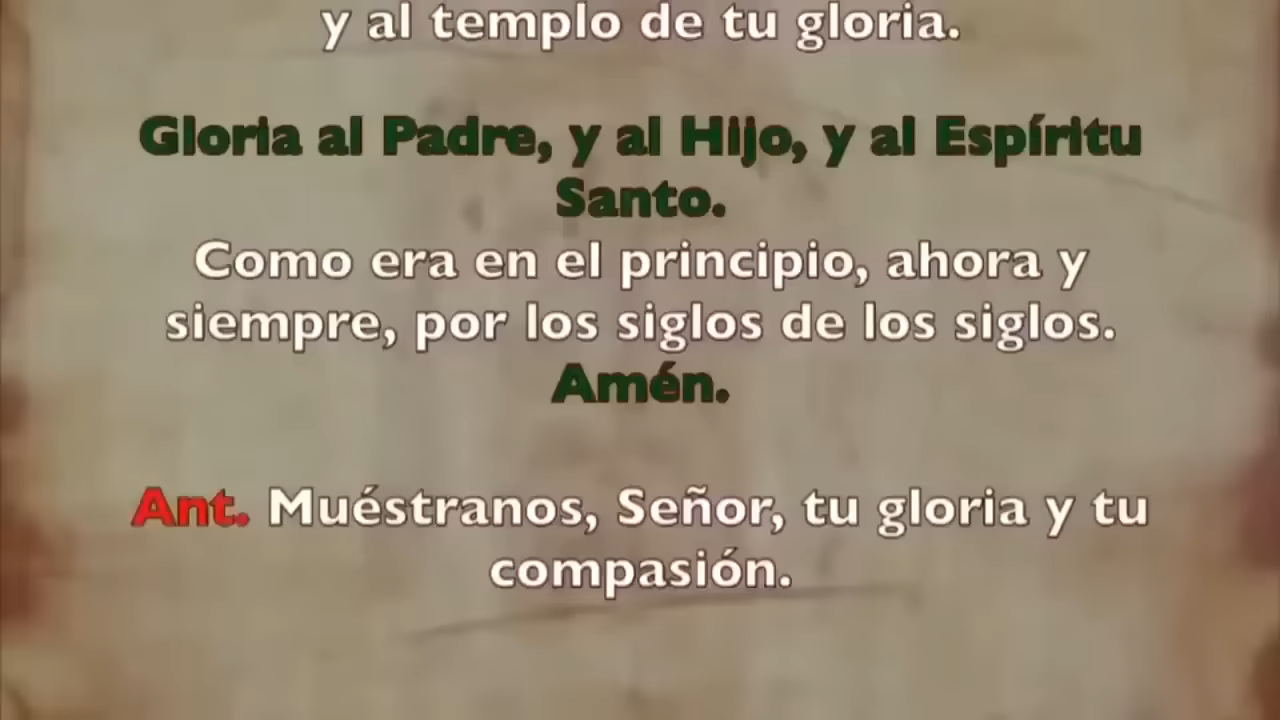 y al templo de tu gloria.
Gloria al Padre, y al Hijo, y al Espíritu
Santo.
Como era en el principio, ahora y
siempre, por los siglos de los siglos.
Amén.
Ant. Muéstranos, Señor, tu gloria y tu
compasión.